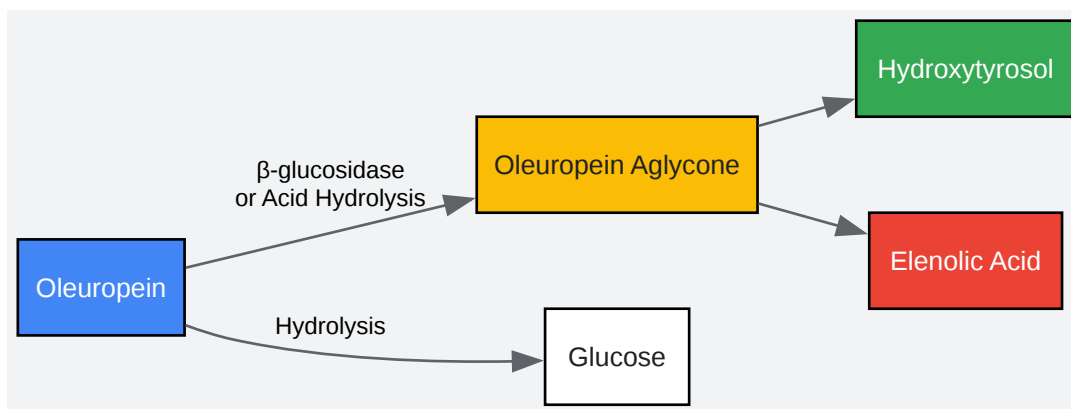 Hydroxytyrosol
Oleuropein Aglycone
β-glucosidase
or Acid Hydrolysis
Elenolic Acid
Oleuropein
Hydrolysis
Glucose